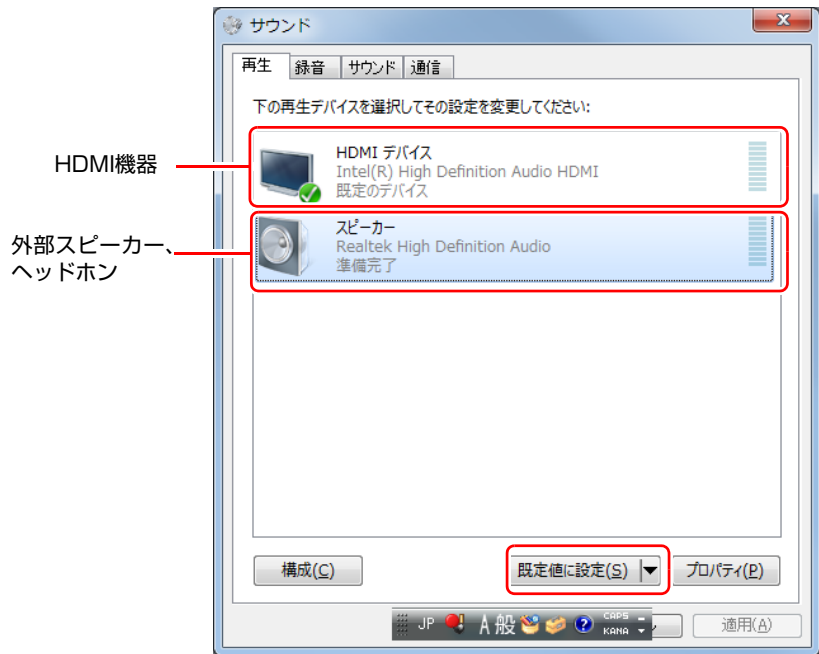 サウンド
再生 録音 サウンド 通信
下の再生デバイスを選択してその設定を変更してください:
HDMI機器
HDMI デバイス
Intel(R) High Definition Audio HDMI
既定のデバイス
外部スピーカー、
ヘッドホン
スピーカー
Realtek High Definition Audio
準備完了
構成(C) 既定値に設定(S) プロパティ(P)
JP A 般 CAPS KANA 適用(A)